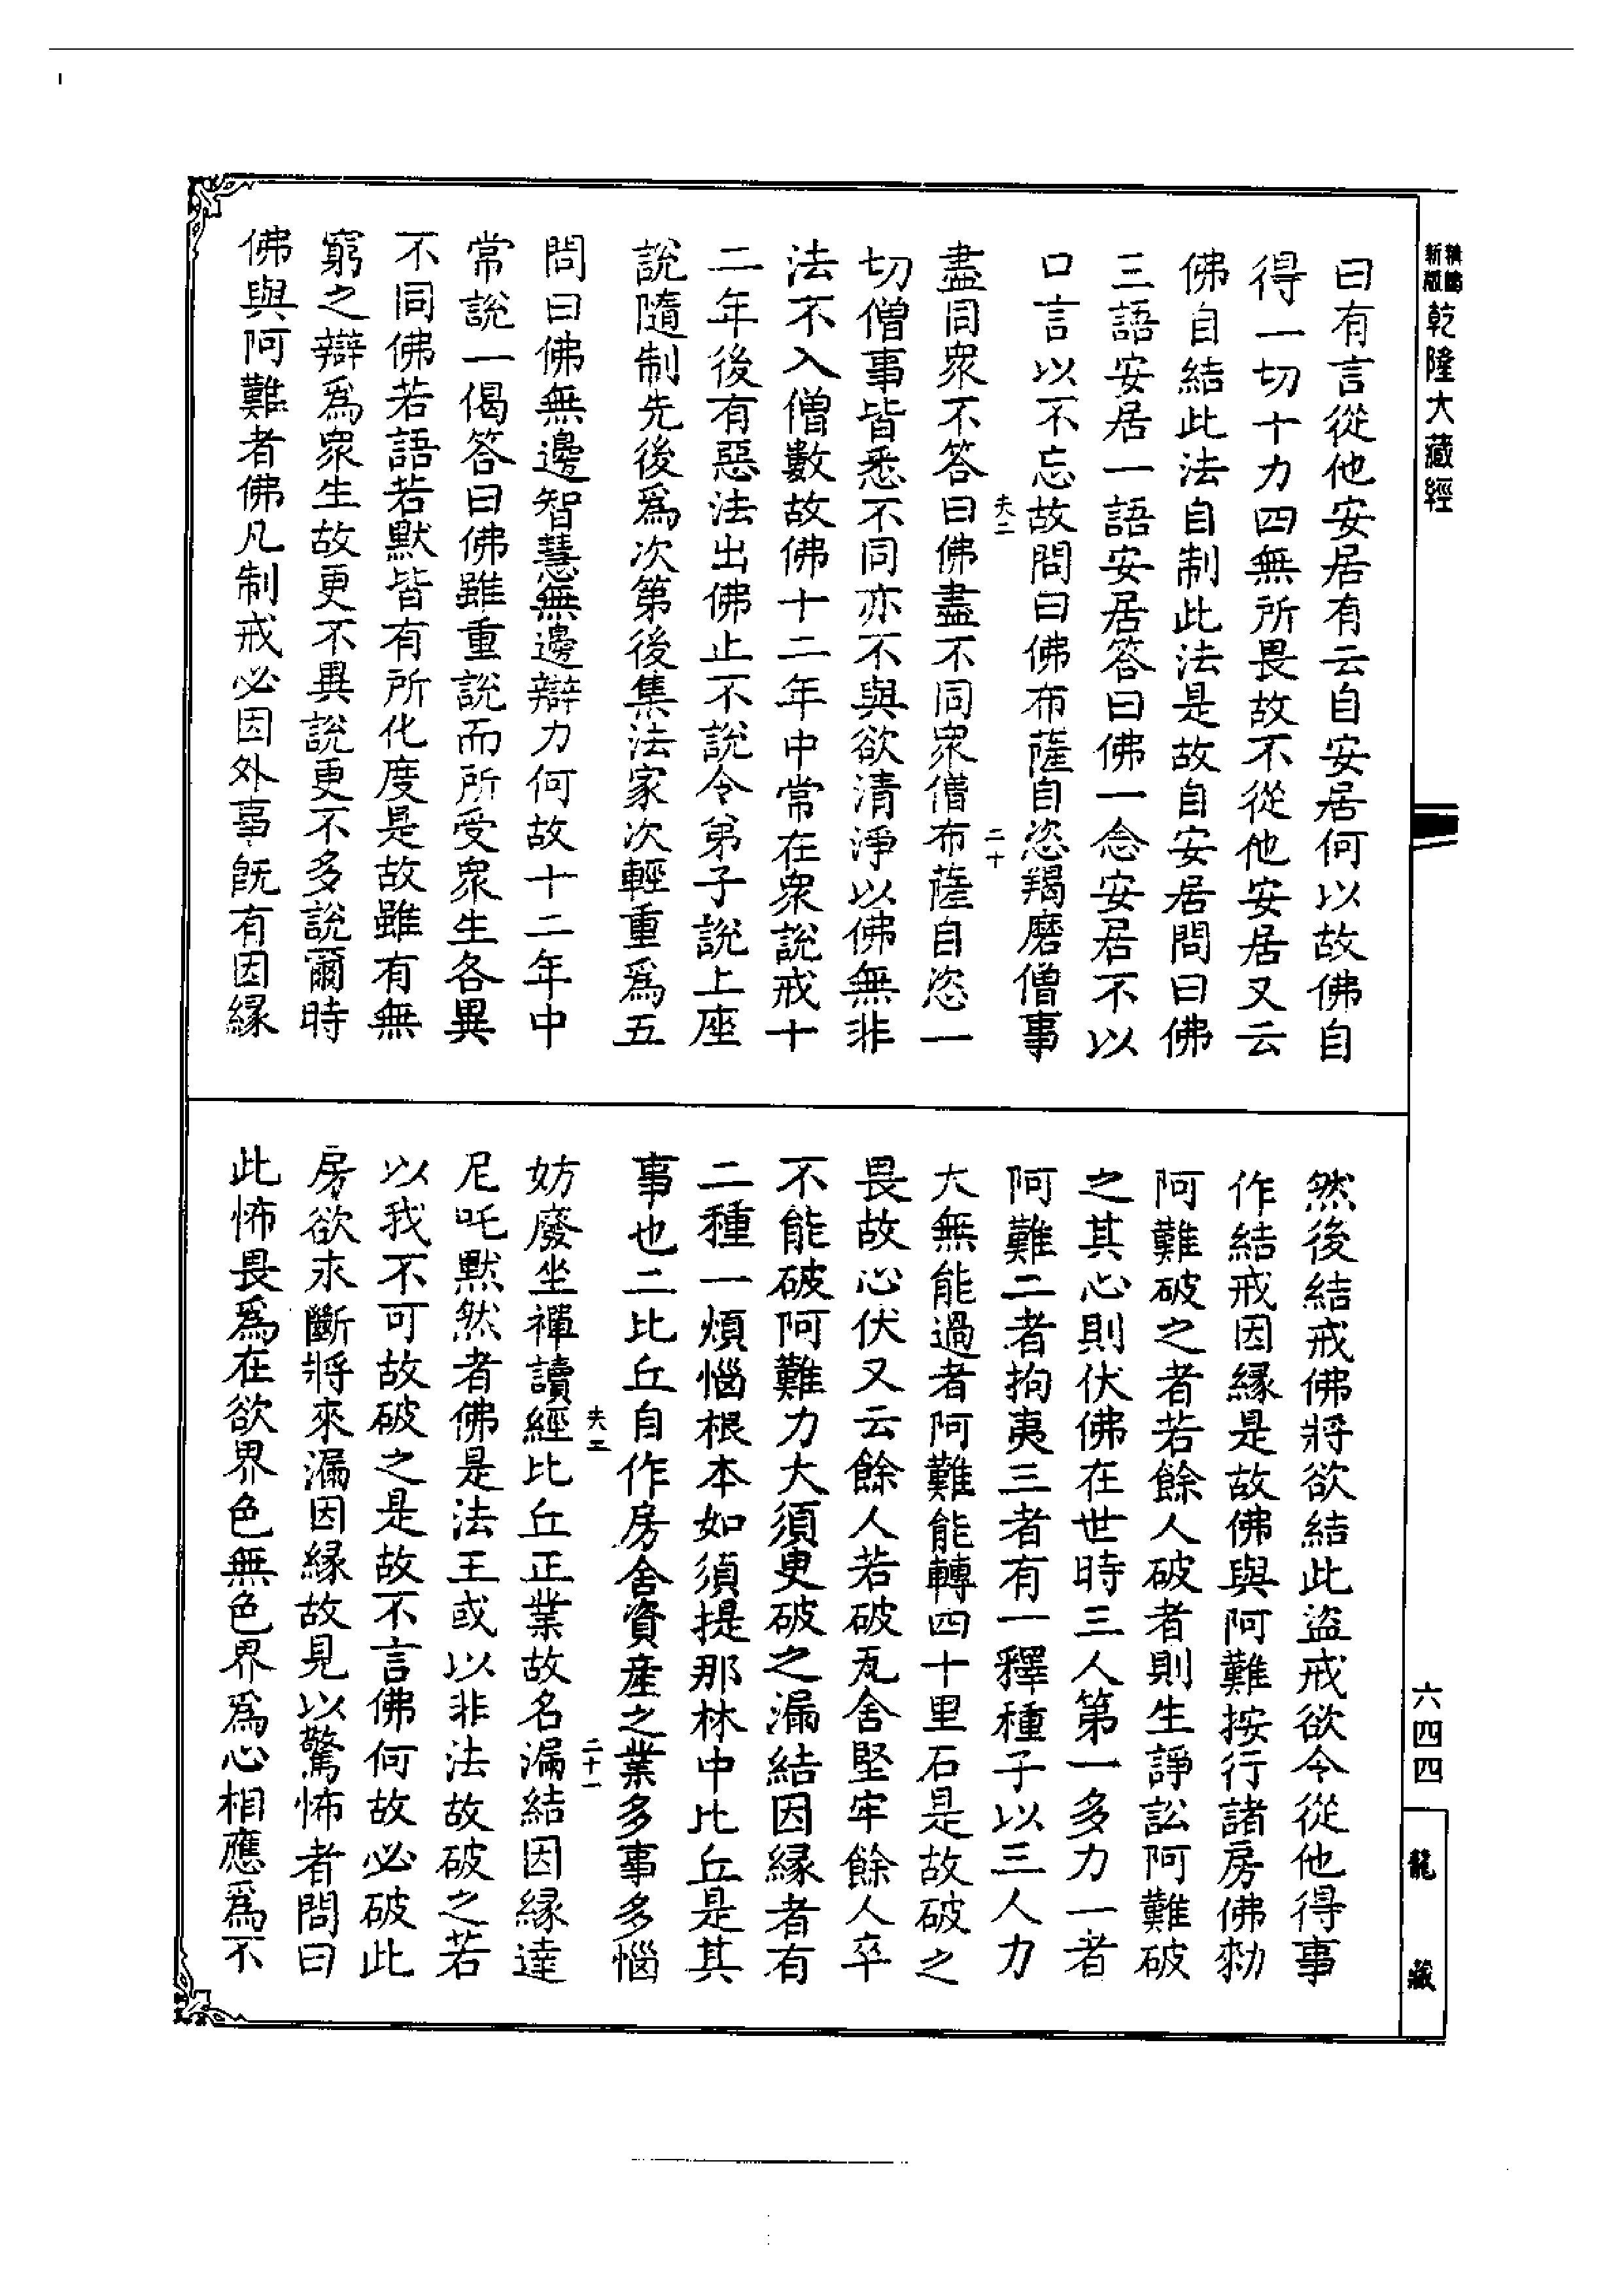 乾隆大藏經
曰有言從他安居有云自安居何以故佛自
得一切十力四無所畏故不從他安居又云
佛自結此法自制此法是故自安居問曰佛
三語安居一語安居答曰佛一念安居不以
口言以不忘故問曰佛布薩自恣羯磨僧事
二十
盡同衆不答曰佛盡不同衆僧布薩自恣一
切僧事皆悉不同亦不與欲清淨以佛無非
法不入僧數故佛十二年中常在衆說戒十
二年後有惡法出佛止不說令弟子說上座
說隨制先後爲次第後集法家次輕重爲五
問曰佛無邊智慧無邊辯力何故十二年中
常說一偈答曰佛雖重說而所受衆生各異
不同佛若語若默皆有所化度是故雖有無
窮之辯爲衆生故更不異說更不多說爾時
佛與阿難者佛凡制戒必因外事旣有因緣
然後結戒佛將欲結此盜戒欲令從他得事
作結戒因緣是故佛與阿難按行諸房佛勑
阿難破之者若餘人破者則生諍訟阿難破
之其心則伏佛在世時三人第一多力一者
阿難二者拘夷三者有一釋種子以三人力
大無能過者阿難能轉四十里石是故破之
畏故心伏又云餘人若破瓦舍堅牢餘人卒
不能破阿難力大須臾破之漏結因緣者有
二種一煩惱根本如須提那林中比丘是其
事也二比丘自作房舍資產之業多事多惱
二十一
妨廢坐禪讀經比丘正業故名漏結因緣達
尼吒默然者佛是法王或以非法故破之若
以我不可故破之是故不言佛何故必破此
房欲求斷將來漏因緣故見以驚怖者問曰
此怖畏爲在欲界色無色界爲心相應爲不
六四四
龍藏